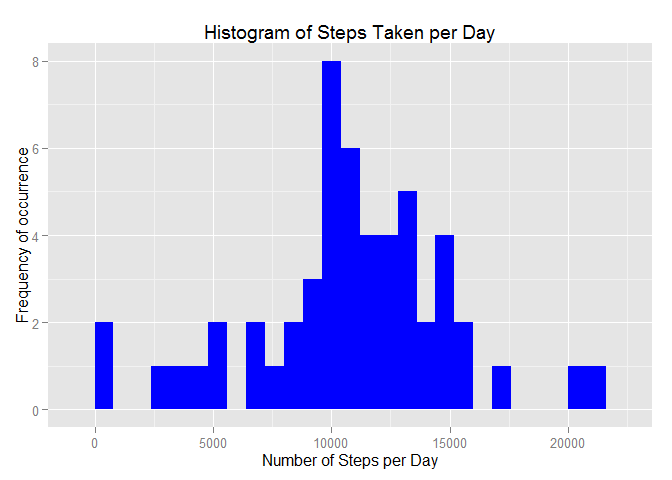 Histogram of Steps Taken per Day
Frequency of occurrence
8
6
4
2
0
0 5000 10000 15000 20000
Number of Steps per Day